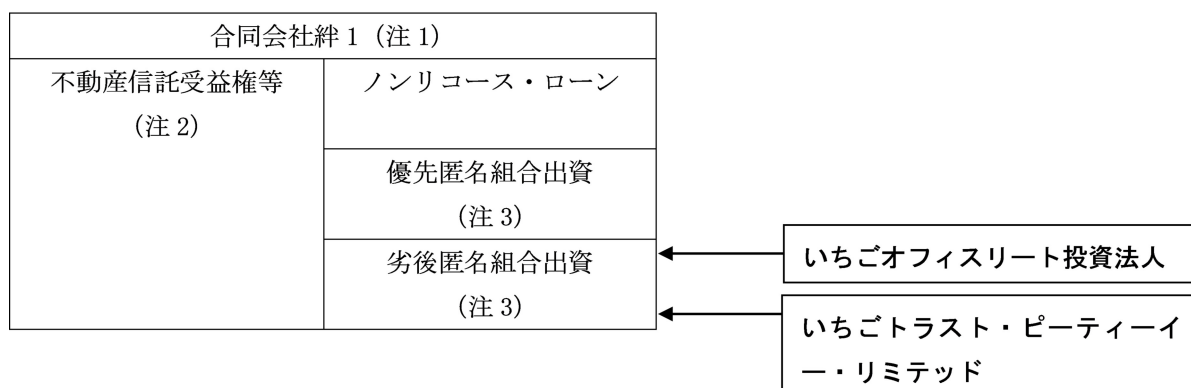 合同会社絆 1（注 1）
不動産信託受益権等
（注 2）
ノンリコース・ローン
優先匿名組合出資
（注 3）
劣後匿名組合出資
（注 3）
いちごオフィスリート投資法人
いちごトラスト・ピーティーイ
ー・リミテッド